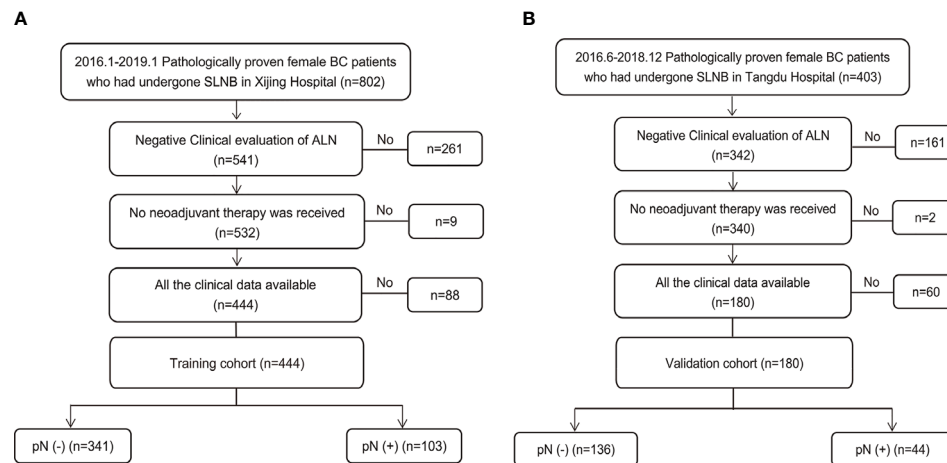 A
2016.1-2019.1 Pathologically proven female BC patients
who had undergone SLNB in Xijing Hospital (n=802)
Negative Clinical evaluation of ALN
(n=541)
No
n=261
No neoadjuvant therapy was received
(n=532)
No
n=9
All the clinical data available
(n=444)
No
n=88
Training cohort (n=444)
pN (-) (n=341)
pN (+) (n=103)
B
2016.6-2018.12 Pathologically proven female BC patients
who had undergone SLNB in Tangdu Hospital (n=403)
Negative Clinical evaluation of ALN
(n=342)
No
n=161
No neoadjuvant therapy was received
(n=340)
No
n=2
All the clinical data available
(n=180)
No
n=60
Validation cohort (n=180)
pN (-) (n=136)
pN (+) (n=44)